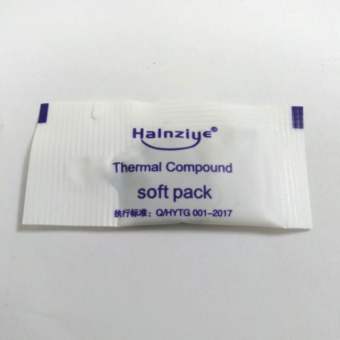 Halnziye®
Thermal Compound
soft pack
执行标准：Q/HYTG 001-2017